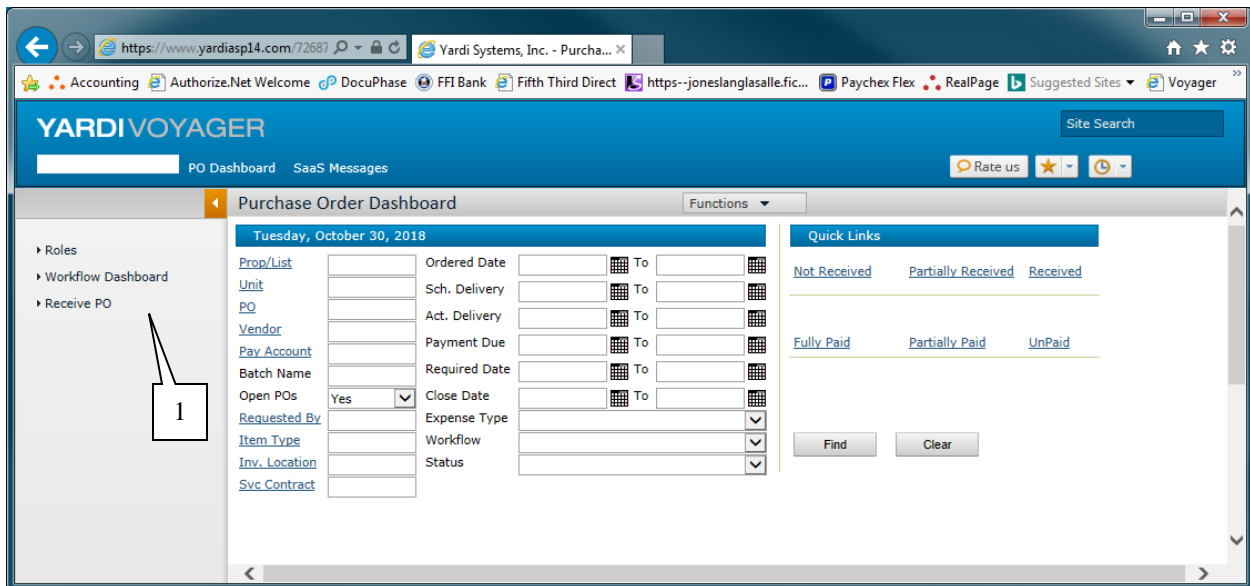 https://www.yardiasp14.com/72687
Yardi Systems, Inc. - Purcha...
Accounting Authorize.Net Welcome DocuPhase FFI Bank Fifth Third Direct https--joneslanglasalle.fic... Paychex Flex RealPage Suggested Sites Voyager
YARDI VOYAGER
Site Search
PO Dashboard SaaS Messages
Rate us
Purchase Order Dashboard
Functions
Roles
Workflow Dashboard
Receive PO
1
Tuesday, October 30, 2018
Prop/List
Unit
PO
Vendor
Pay Account
Batch Name
Open POs Yes
Requested By
Item Type
Inv. Location
Svc Contract
Ordered Date To
Sch. Delivery To
Act. Delivery To
Payment Due To
Required Date To
Close Date To
Expense Type
Workflow
Status
Quick Links
Not Received Partially Received Received
Fully Paid Partially Paid UnPaid
Find Clear